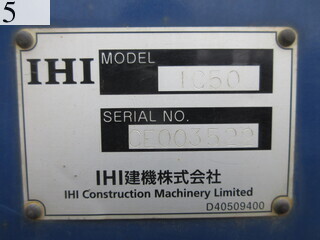 5
IHI
MODEL
IC50
SERIAL NO.
IHI建機株式会社
IHI Construction Machinery Limited
D40509400